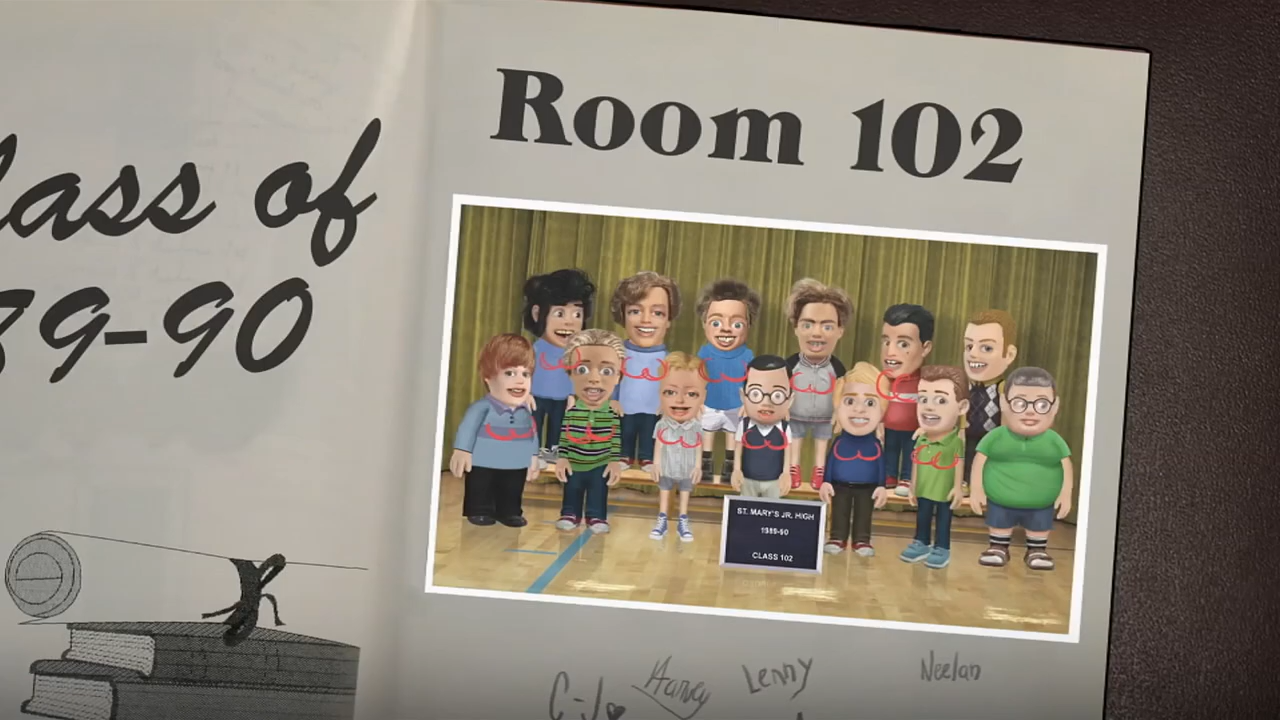 lass of
89-90
Room 102
ST. MARY'S JR. HIGH
1989-90
CLASS 102
C-J
Lenny
Neelan